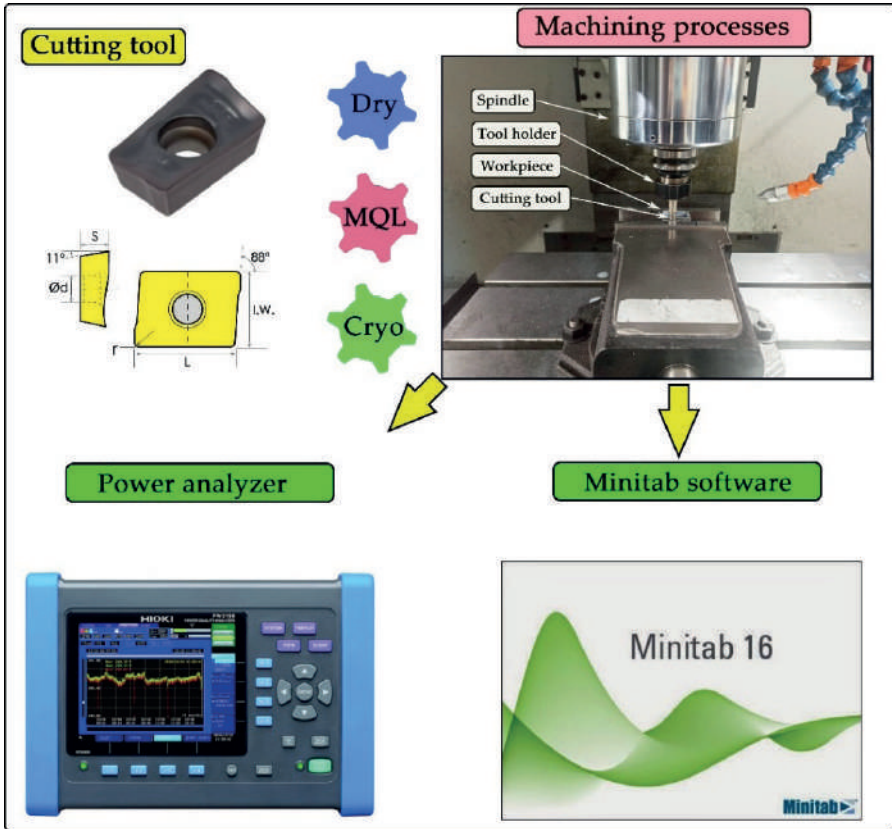 Cutting tool
Machining processes
Dry
MQL
Cryo
Spindle
Tool holder
Workpiece
Cutting tool
S
11°
Ød
88°
I.W.
r
L
Power analyzer
Minitab software
HIOKI
Minitab 16
Minitab